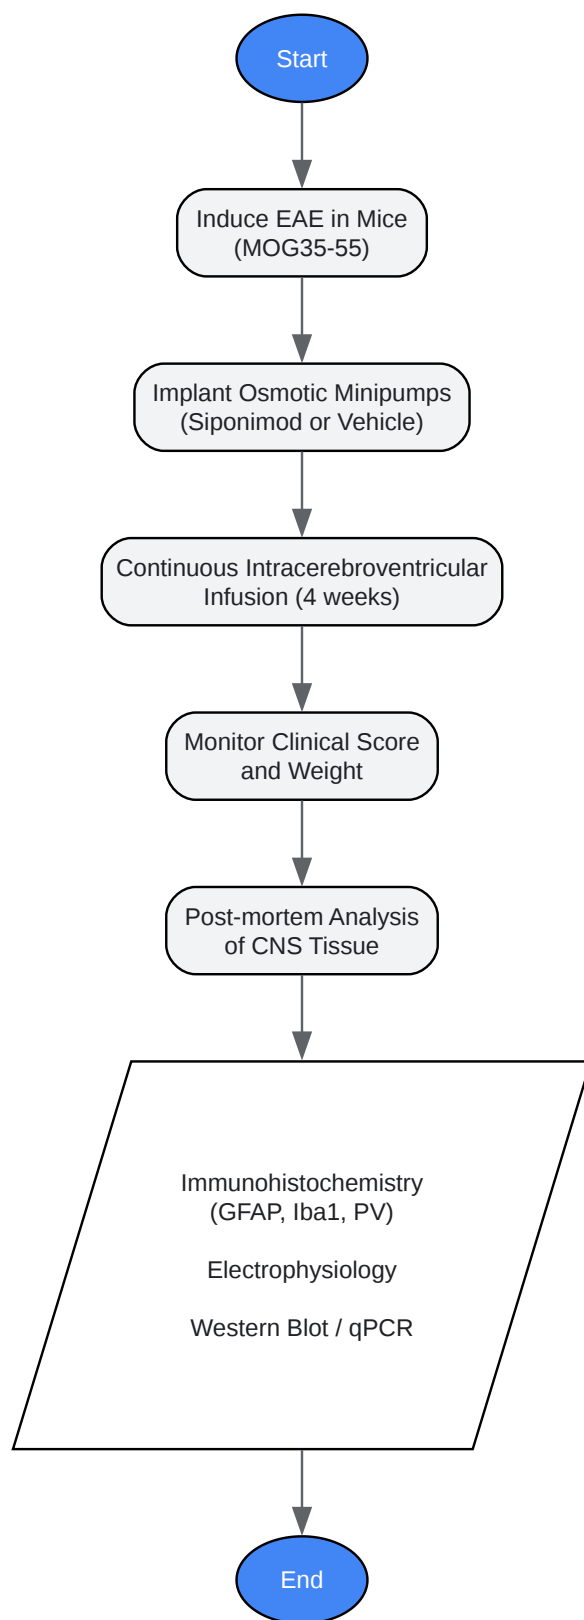 Start
Induce EAE in Mice
(MOG35-55)
Implant Osmotic Minipumps
(Siponimod or Vehicle)
Continuous Intracerebroventricular
Infusion (4 weeks)
Monitor Clinical Score
and Weight
Post-mortem Analysis
of CNS Tissue
Immunohistochemistry
(GFAP, Iba1, PV)
Electrophysiology
Western Blot / qPCR
End